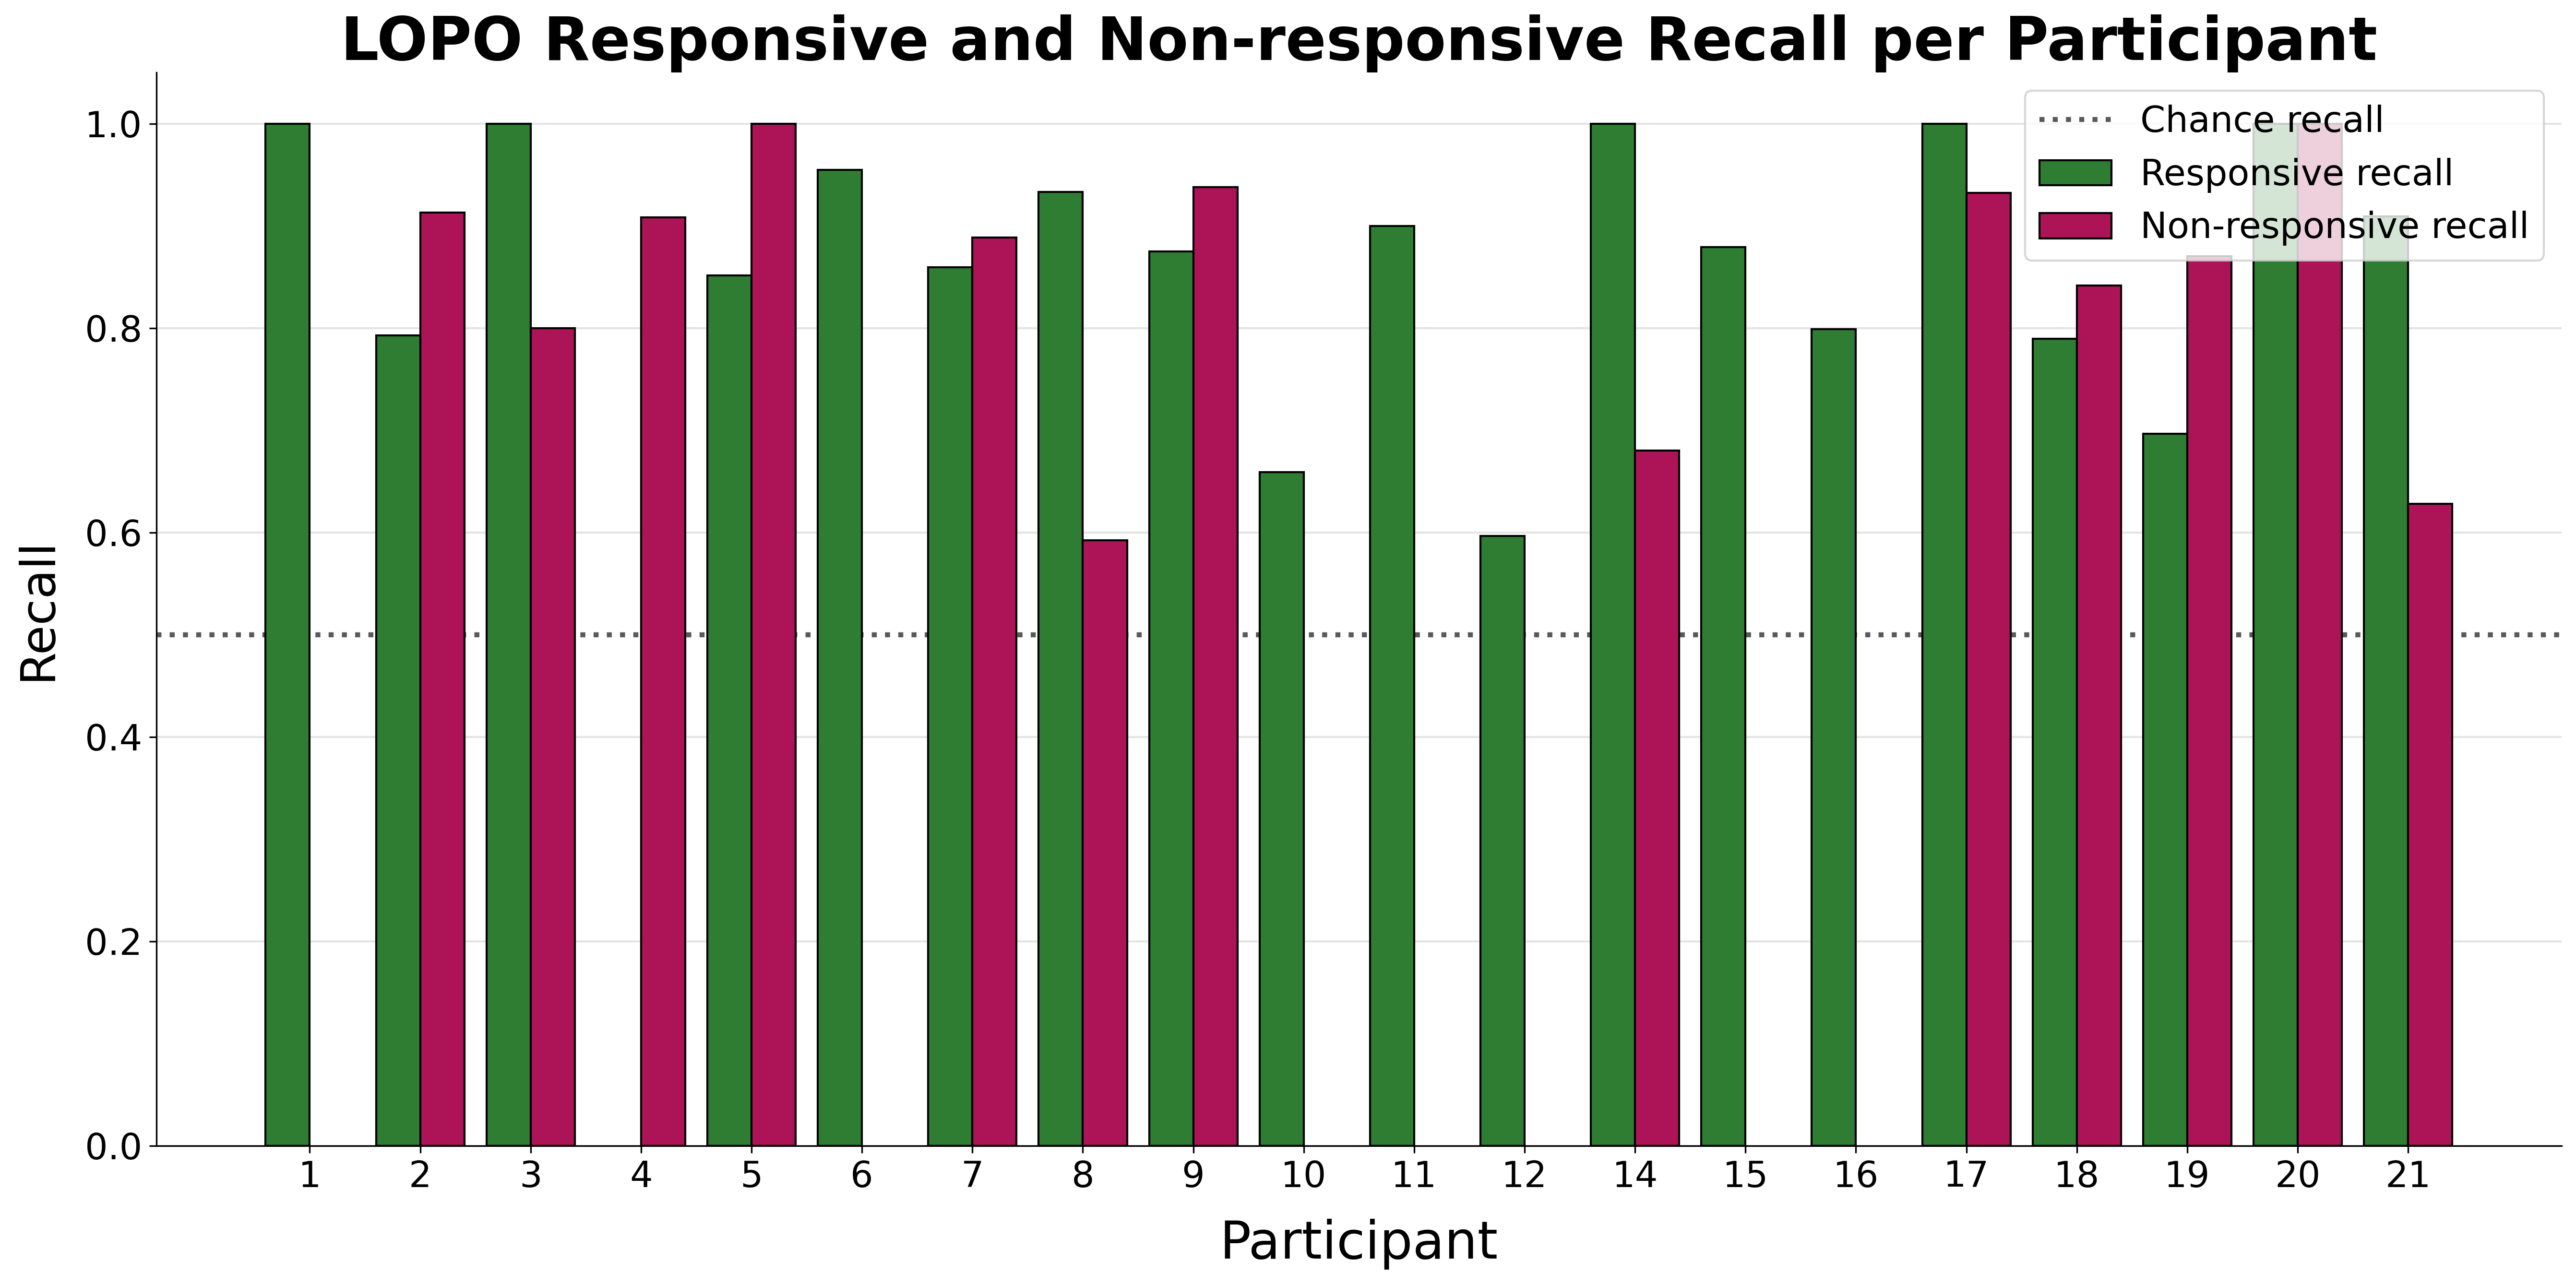 LOPO Responsive and Non-responsive Recall per Participant
Chance recall
Responsive recall
Non-responsive recall
1.0
0.8
0.6
0.4
0.2
0.0
Recall
1 2 3 4 5 6 7 8 9 10 11 12 14 15 16 17 18 19 20 21
Participant